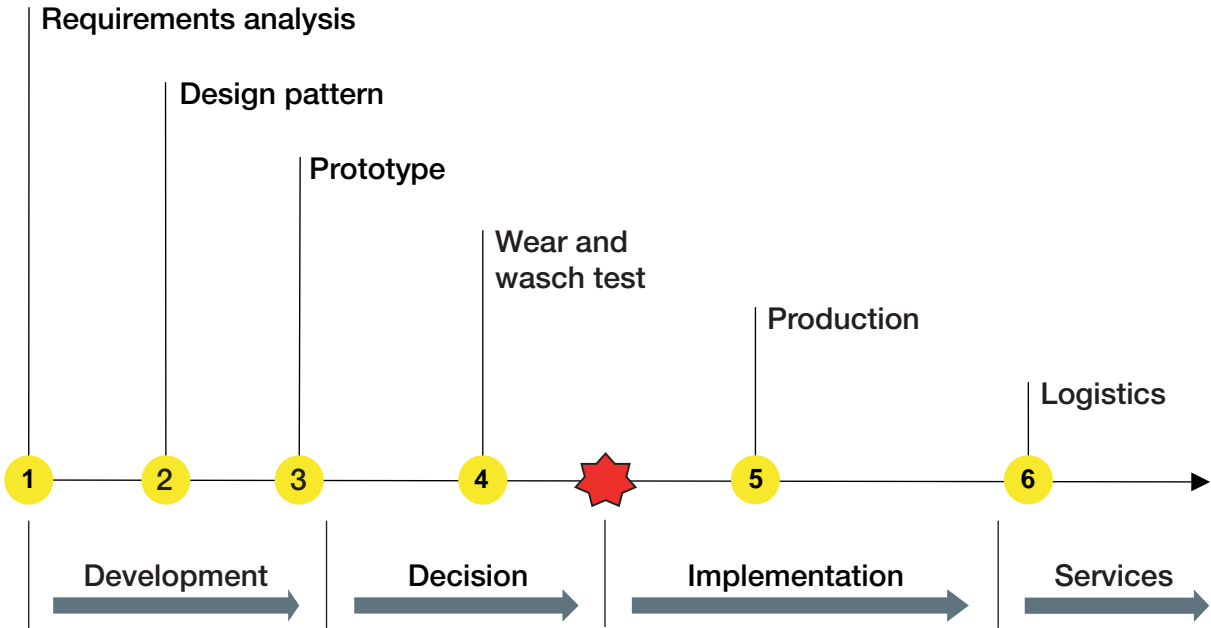 Requirements analysis
Design pattern
Prototype
Wear and
wasch test
Production
Logistics
1
2
3
4
5
6
Development
Decision
Implementation
Services